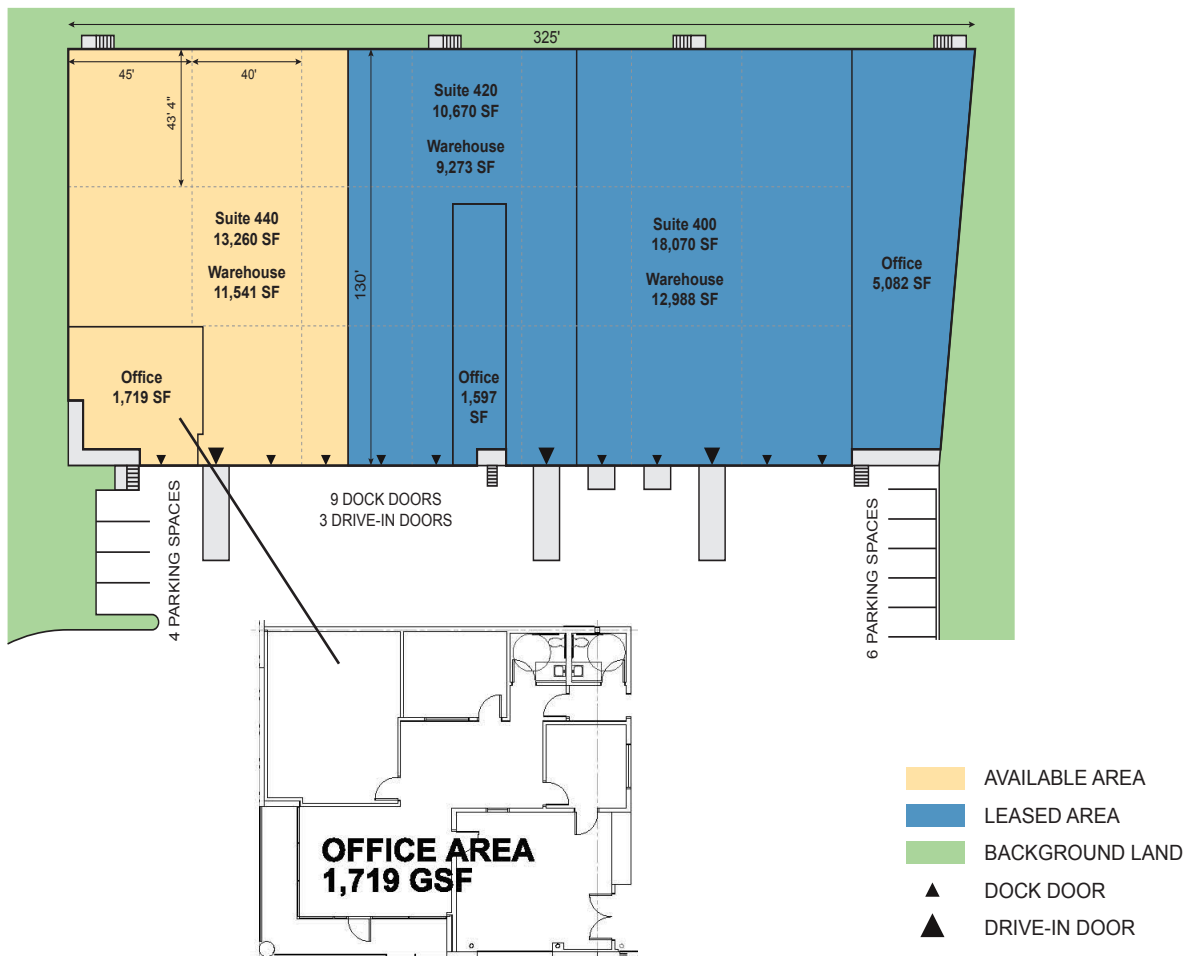 325'
45'
40'
43' 4"
130'
Suite 420
10,670 SF
Warehouse
9,273 SF
Suite 440
13,260 SF
Warehouse
11,541 SF
Suite 400
18,070 SF
Warehouse
12,988 SF
Office
5,082 SF
Office
1,719 SF
Office
1,597
SF
9 DOCK DOORS
3 DRIVE-IN DOORS
4 PARKING SPACES
6 PARKING SPACES
OFFICE AREA
1,719 GSF
AVAILABLE AREA
LEASED AREA
BACKGROUND LAND
DOCK DOOR
DRIVE-IN DOOR